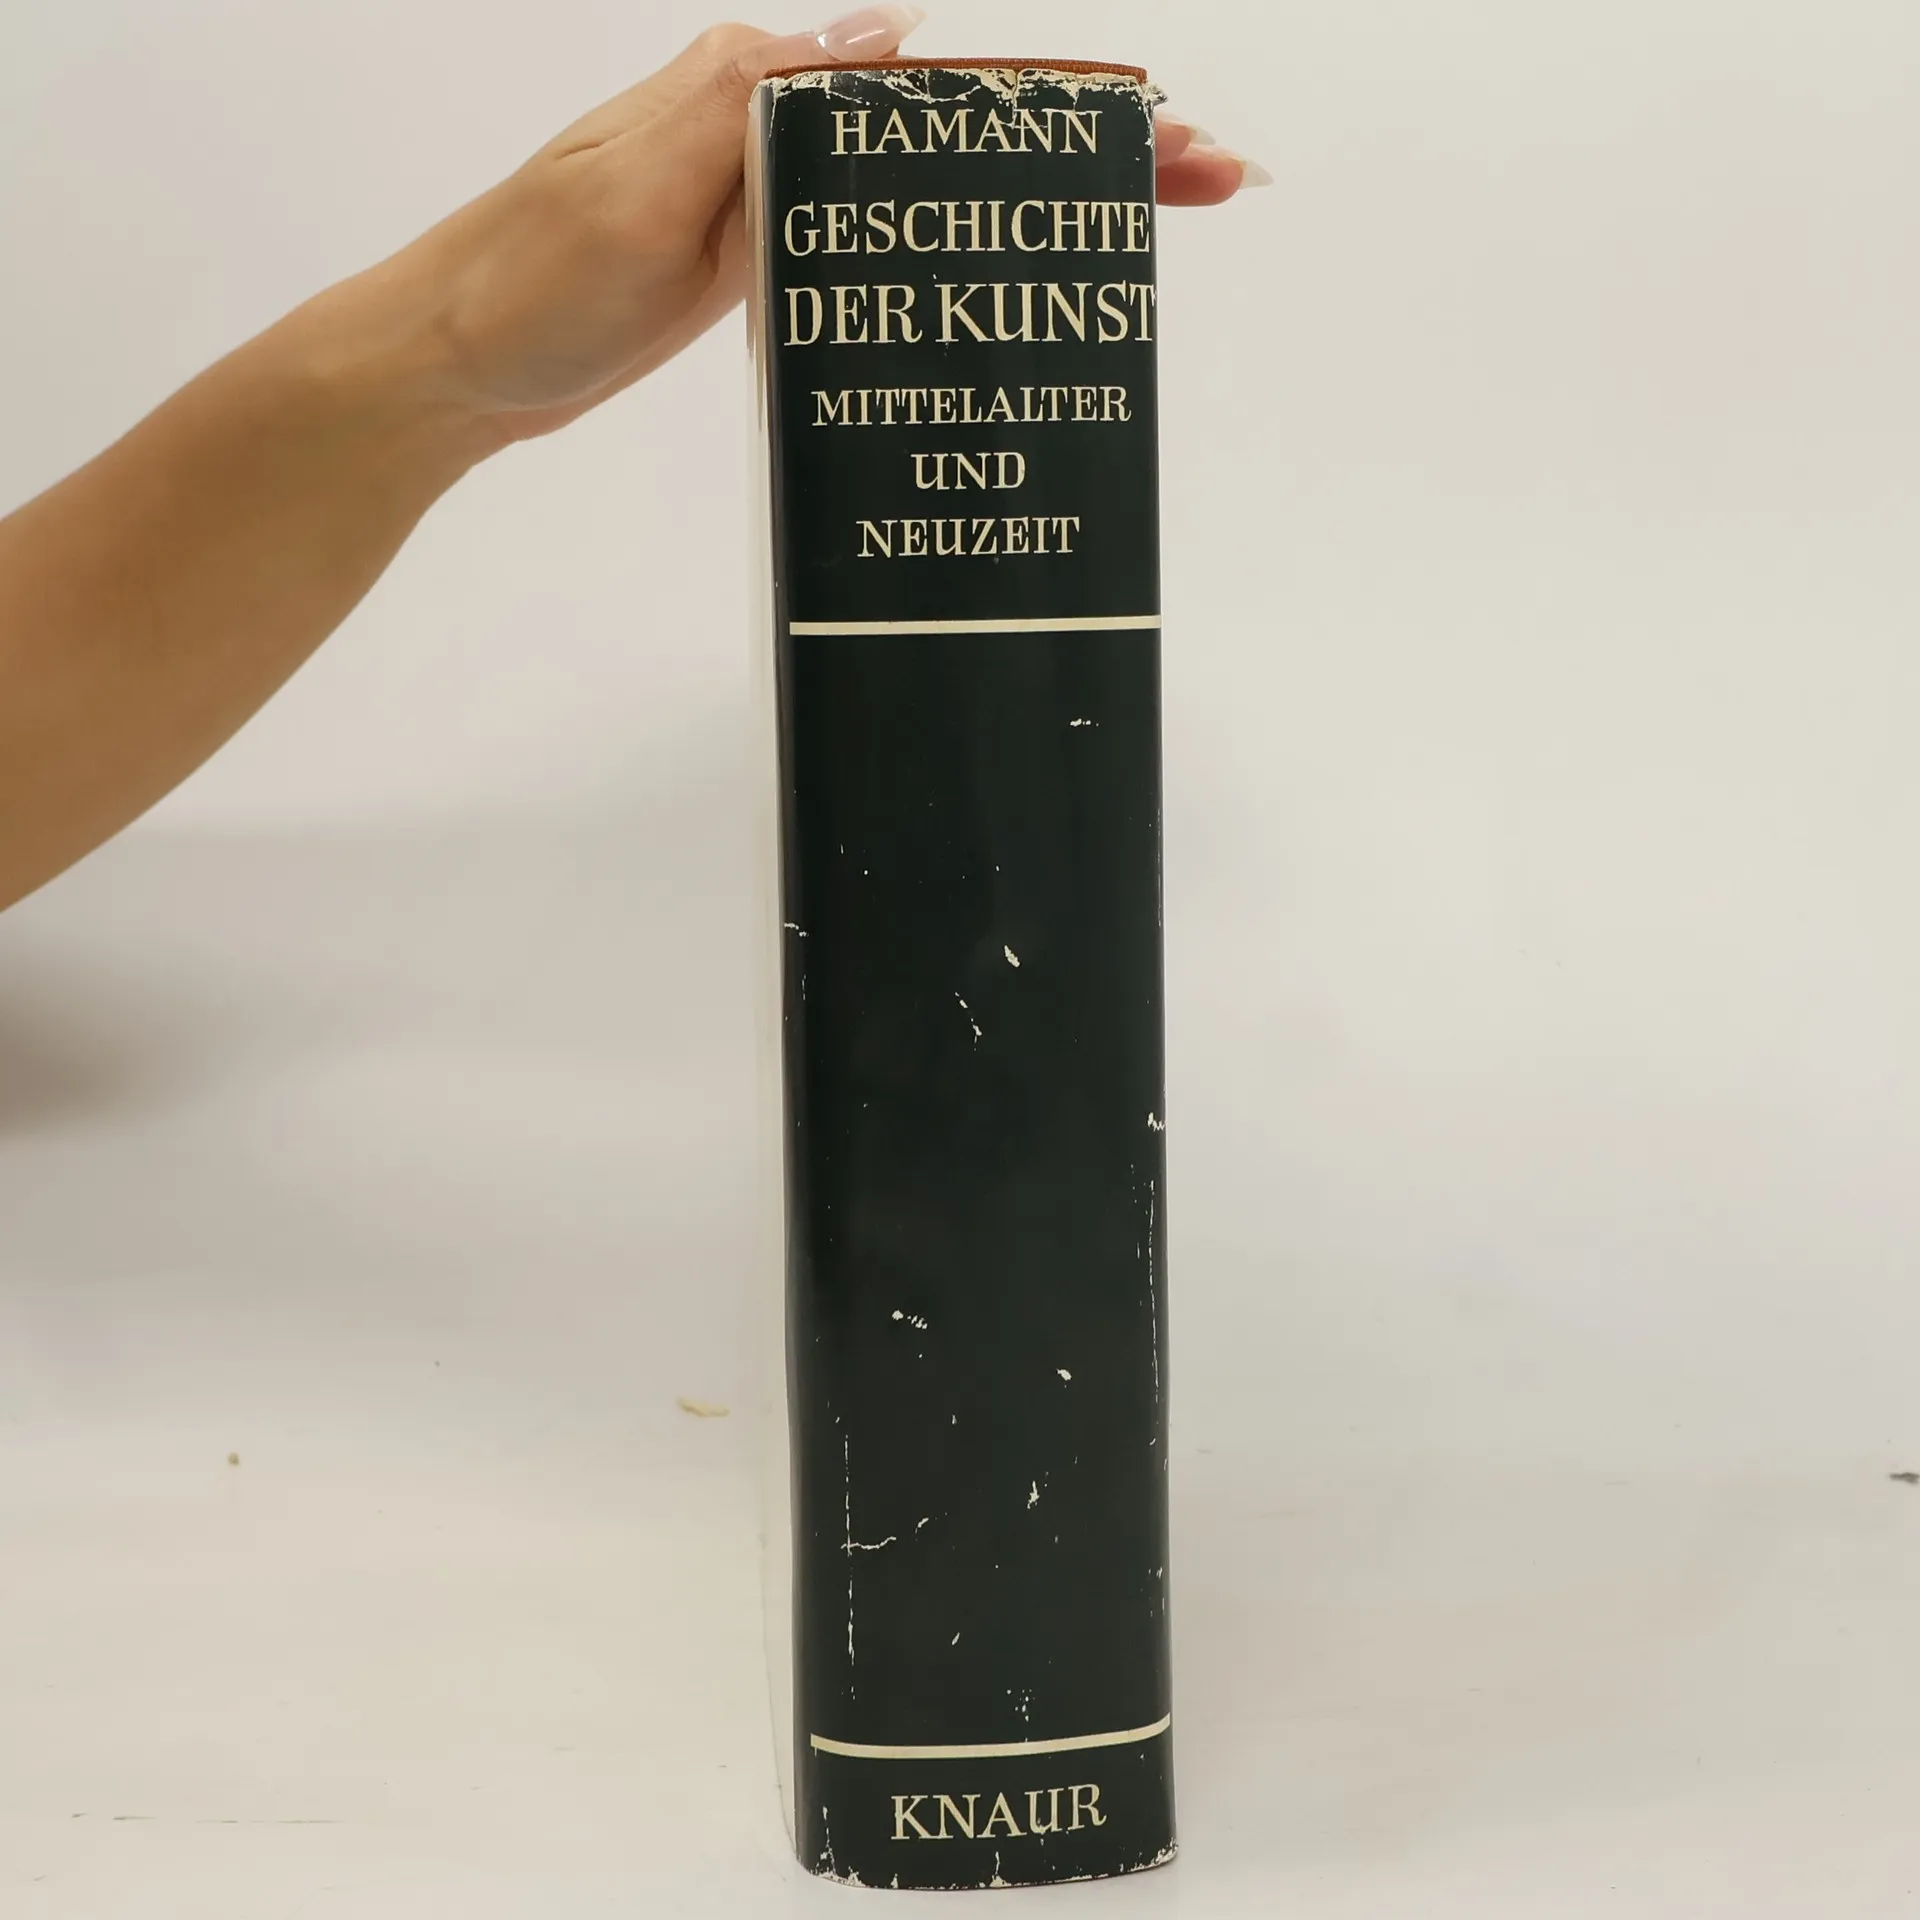 HAMANN
GESCHICHTE
DER KUNST
MITTELALTER
UND
NEUZEIT
KNAUR